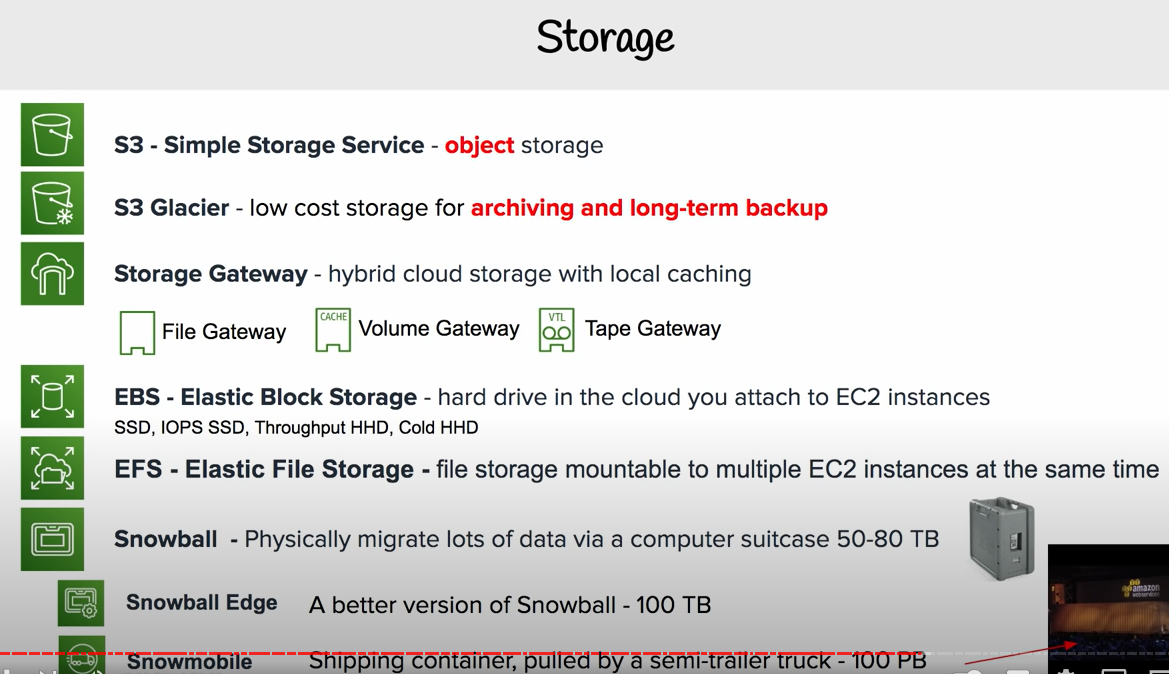 Storage
S3 - Simple Storage Service - object storage
S3 Glacier - low cost storage for archiving and long-term backup
Storage Gateway - hybrid cloud storage with local caching
File Gateway
CACHE
Volume Gateway
VTL
Tape Gateway
EBS - Elastic Block Storage - hard drive in the cloud you attach to EC2 instances
SSD, IOPS SSD, Throughput HHD, Cold HHD
EFS - Elastic File Storage - file storage mountable to multiple EC2 instances at the same time
Snowball - Physically migrate lots of data via a computer suitcase 50-80 TB
Snowball Edge A better version of Snowball - 100 TB
amazon
webservices
Snowmobile Shipping container, pulled by a semi-trailer truck - 100 PB